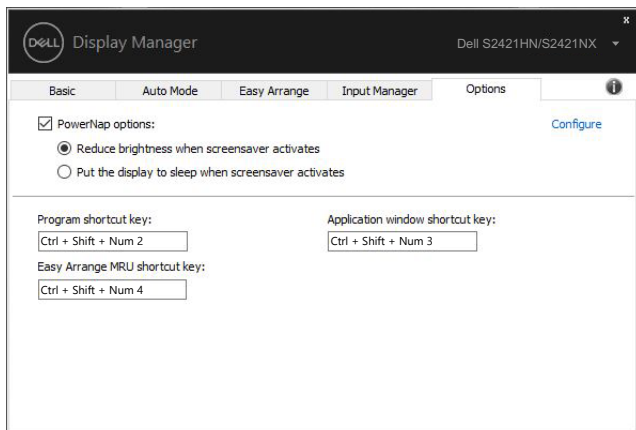 x
DELL Display Manager Dell S2421HN/S2421NX
Basic Auto Mode Easy Arrange Input Manager Options i
PowerNap options: Configure
Reduce brightness when screensaver activates
Put the display to sleep when screensaver activates
Program shortcut key: Application window shortcut key:
Ctrl + Shift + Num 2 Ctrl + Shift + Num 3
Easy Arrange MRU shortcut key:
Ctrl + Shift + Num 4